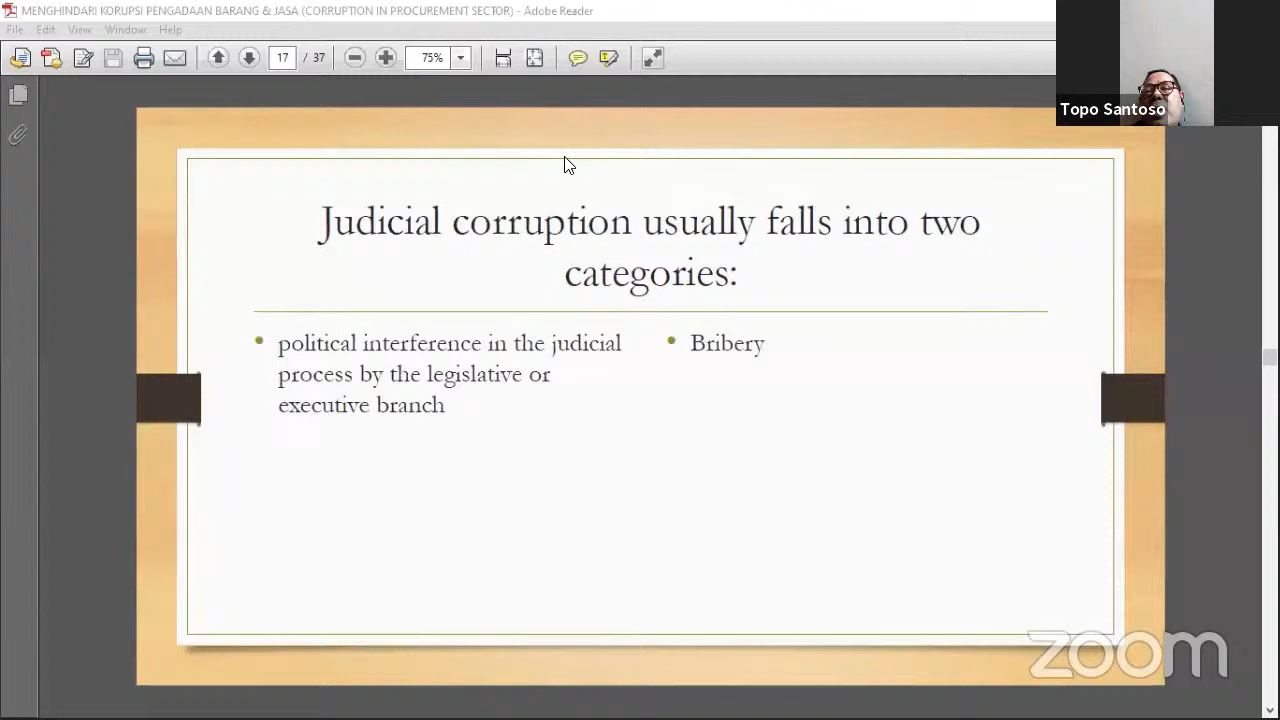 MENGHINDARI KORUPSI PENGADAAN BARANG & JASA (CORRUPTION IN PROCUREMENT SECTOR) - Adobe Reader
File Edit View Window Help
17 / 37 75%
Topo Santoso
Judicial corruption usually falls into two
categories:
• political interference in the judicial
process by the legislative or
executive branch
• Bribery
zoom